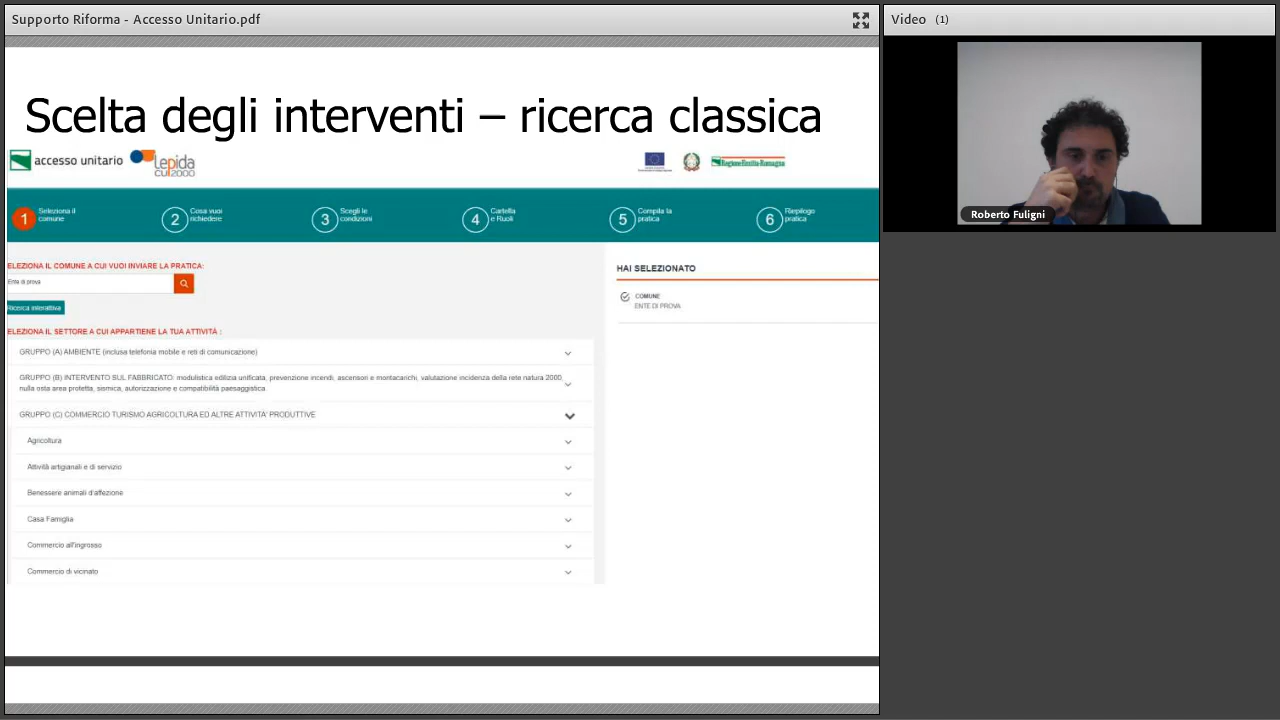 Supporto Riforma - Accesso Unitario.pdf
Video (1)
Scelta degli interventi – ricerca classica
accesso unitario
Lepida
cup2000
Regione Emilia-Romagna
1 Seleziona il comune
2 Cosa vuoi richiedere
3 Scegli le condizioni
4 Cartella e Ruoli
5 Compila la pratica
6 Riepilogo pratica
ELEZIONA IL COMUNE A CUI VUOI INVIARE LA PRATICA:
Ente di prova
Ricerca interattiva
ELEZIONA IL SETTORE A CUI APPARTIENE LA TUA ATTIVITÀ :
GRUPPO (A) AMBIENTE (inclusa telefonia mobile e reti di comunicazione)
GRUPPO (B) INTERVENTO SUL FABBRICATO: modulistica edilizia unificata, prevenzione incendi, ascensori e montacarichi, valutazione incidenza della rete natura 2000,
nulla osta area protetta, sismica, autorizzazione e compatibilità paesaggistica
GRUPPO (C) COMMERCIO TURISMO AGRICOLTURA ED ALTRE ATTIVITA' PRODUTTIVE
Agricoltura
Attività artigianali e di servizio
Benessere animali d'affezione
Casa Famiglia
Commercio all'ingrosso
Commercio di vicinato
HAI SELEZIONATO
COMUNE
ENTE DI PROVA
Roberto Fuligni